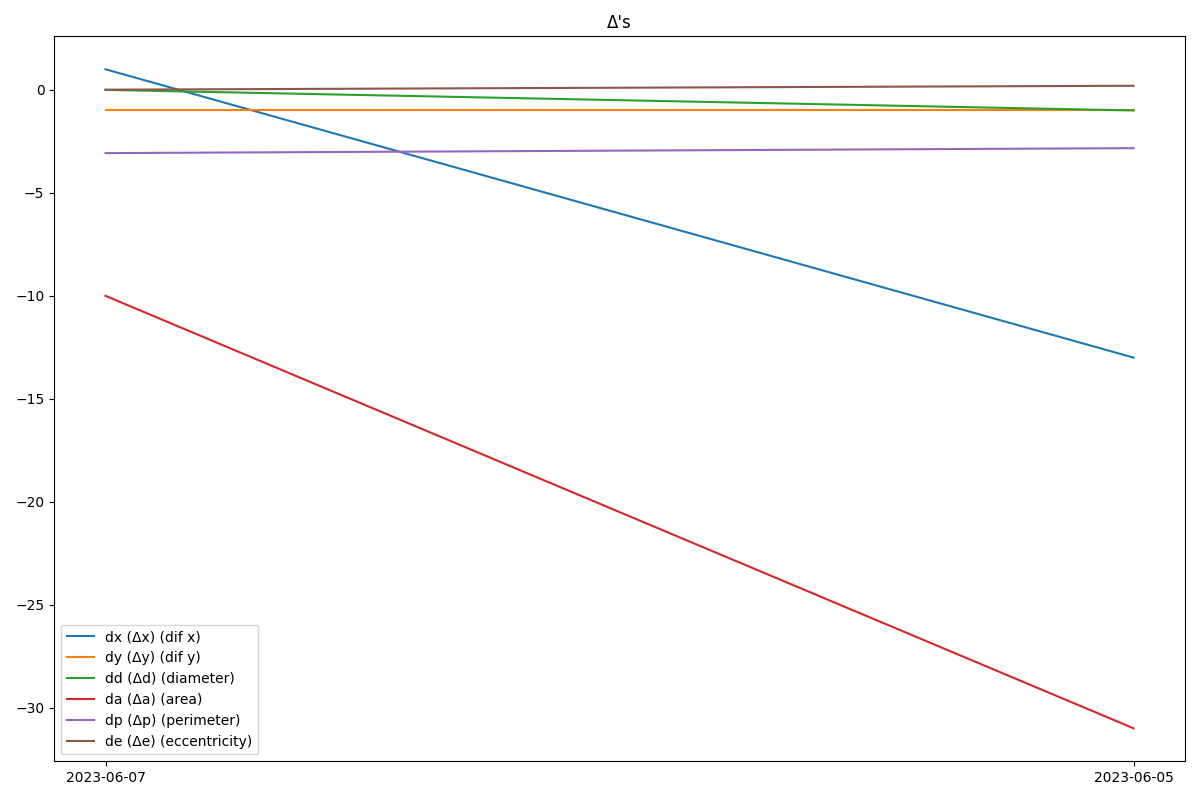 Δ's
0
−5
−10
−15
−20
−25
−30
dx (Δx) (dif x)
dy (Δy) (dif y)
dd (Δd) (diameter)
da (Δa) (area)
dp (Δp) (perimeter)
de (Δe) (eccentricity)
2023-06-07 2023-06-05